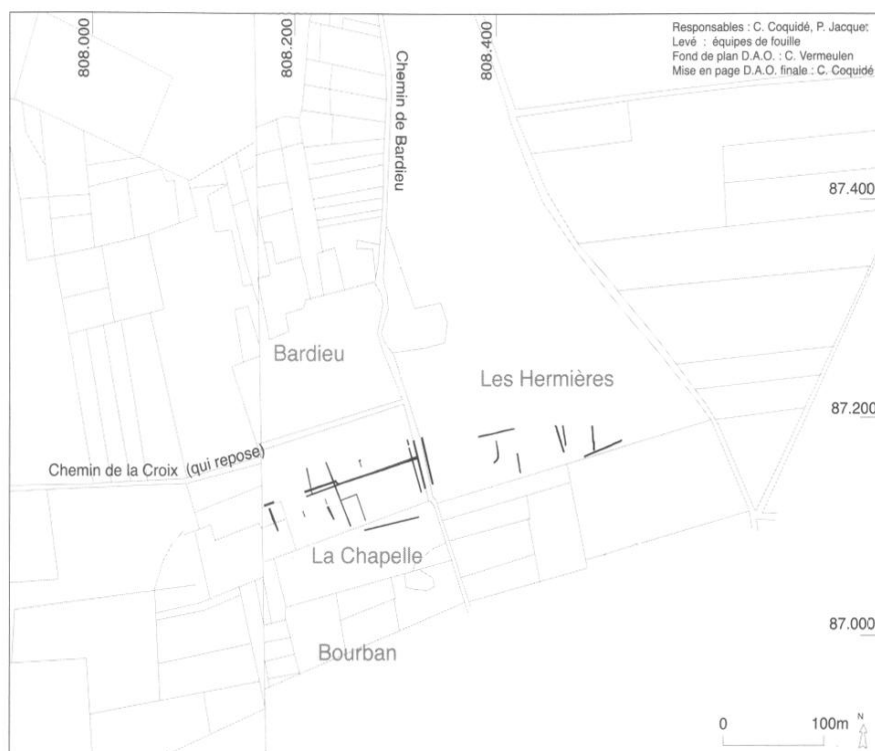 808.000
808.200
808.400
Responsables : C. Coquidé, P. Jacquet
Levé : équipes de fouille
Fond de plan D.A.O. : C. Vermeulen
Mise en page D.A.O. finale : C. Coquidé
Chemin de Bardieu
87.400
Bardieu
Les Hermières
87.200
Chemin de la Croix (qui repose)
La Chapelle
87.000
Bourban
0 100m N